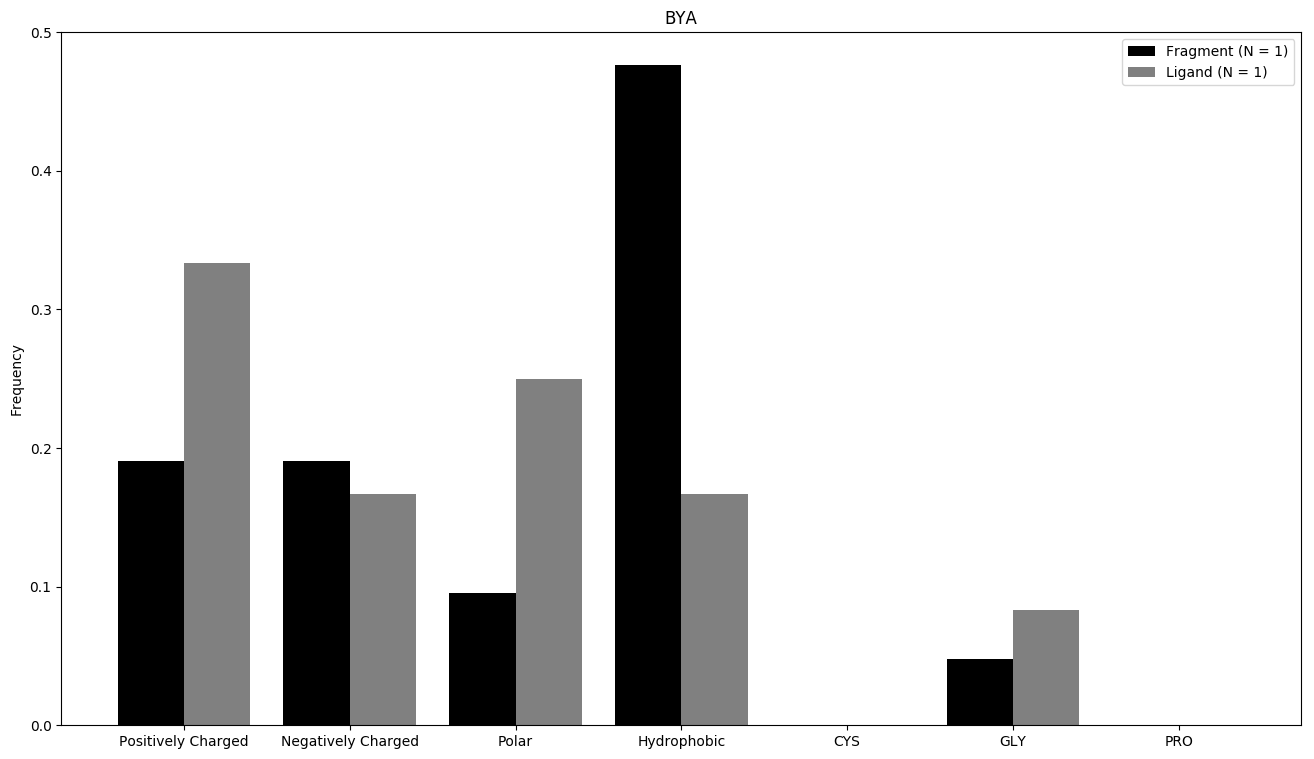 BYA
Fragment (N = 1)
Ligand (N = 1)
Frequency
0.5
0.4
0.3
0.2
0.1
0.0
Positively Charged
Negatively Charged
Polar
Hydrophobic
CYS
GLY
PRO